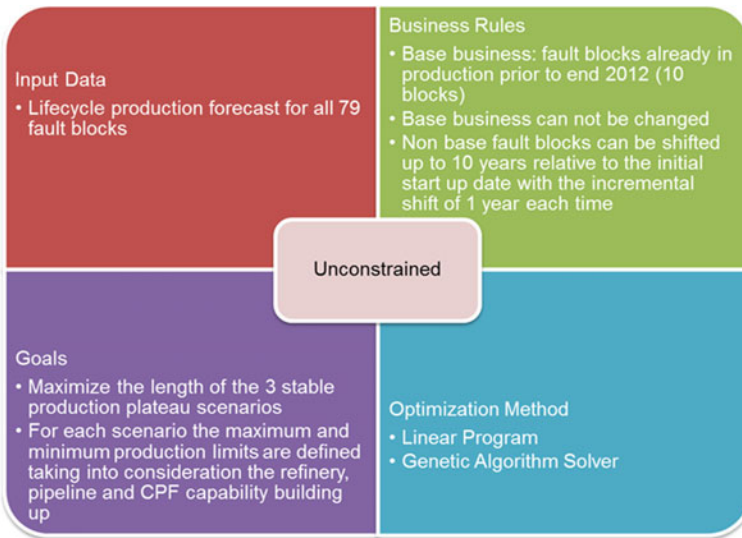 Input Data
• Lifecycle production forecast for all 79
fault blocks
Business Rules
• Base business: fault blocks already in
production prior to end 2012 (10
blocks)
• Base business can not be changed
• Non base fault blocks can be shifted
up to 10 years relative to the initial
start up date with the incremental
shift of 1 year each time
Unconstrained
Goals
• Maximize the length of the 3 stable
production plateau scenarios
• For each scenario the maximum and
minimum production limits are defined
taking into consideration the refinery,
pipeline and CPF capability building
up
Optimization Method
• Linear Program
• Genetic Algorithm Solver